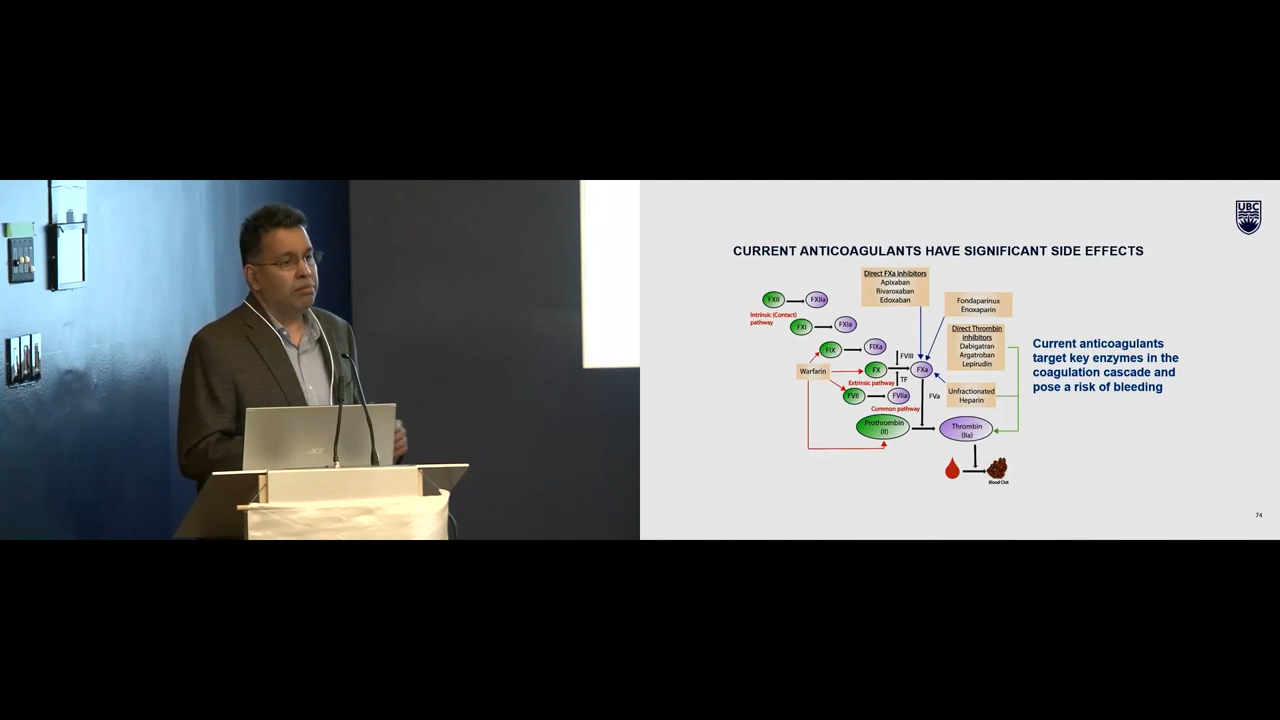 UBC
CURRENT ANTICOAGULANTS HAVE SIGNIFICANT SIDE EFFECTS
Direct FXa inhibitors
Apixaban
Rivaroxaban
Edoxaban
FXII
FXIIa
Fondaparinux
Enoxaparin
Intrinsic (Contact)
pathway
FXI
FXIa
Direct Thrombin
inhibitors
Dabigatran
Argatroban
Lepirudin
FIX
FIXa
FVIII
Warfarin
FX
FXa
Extrinsic pathway
TF
FVII
FVIIa
FVa
Unfractionated
Heparin
Common pathway
Prothrombin
(II)
Thrombin
(IIa)
Blood Clot
Current anticoagulants
target key enzymes in the
coagulation cascade and
pose a risk of bleeding
74
acer